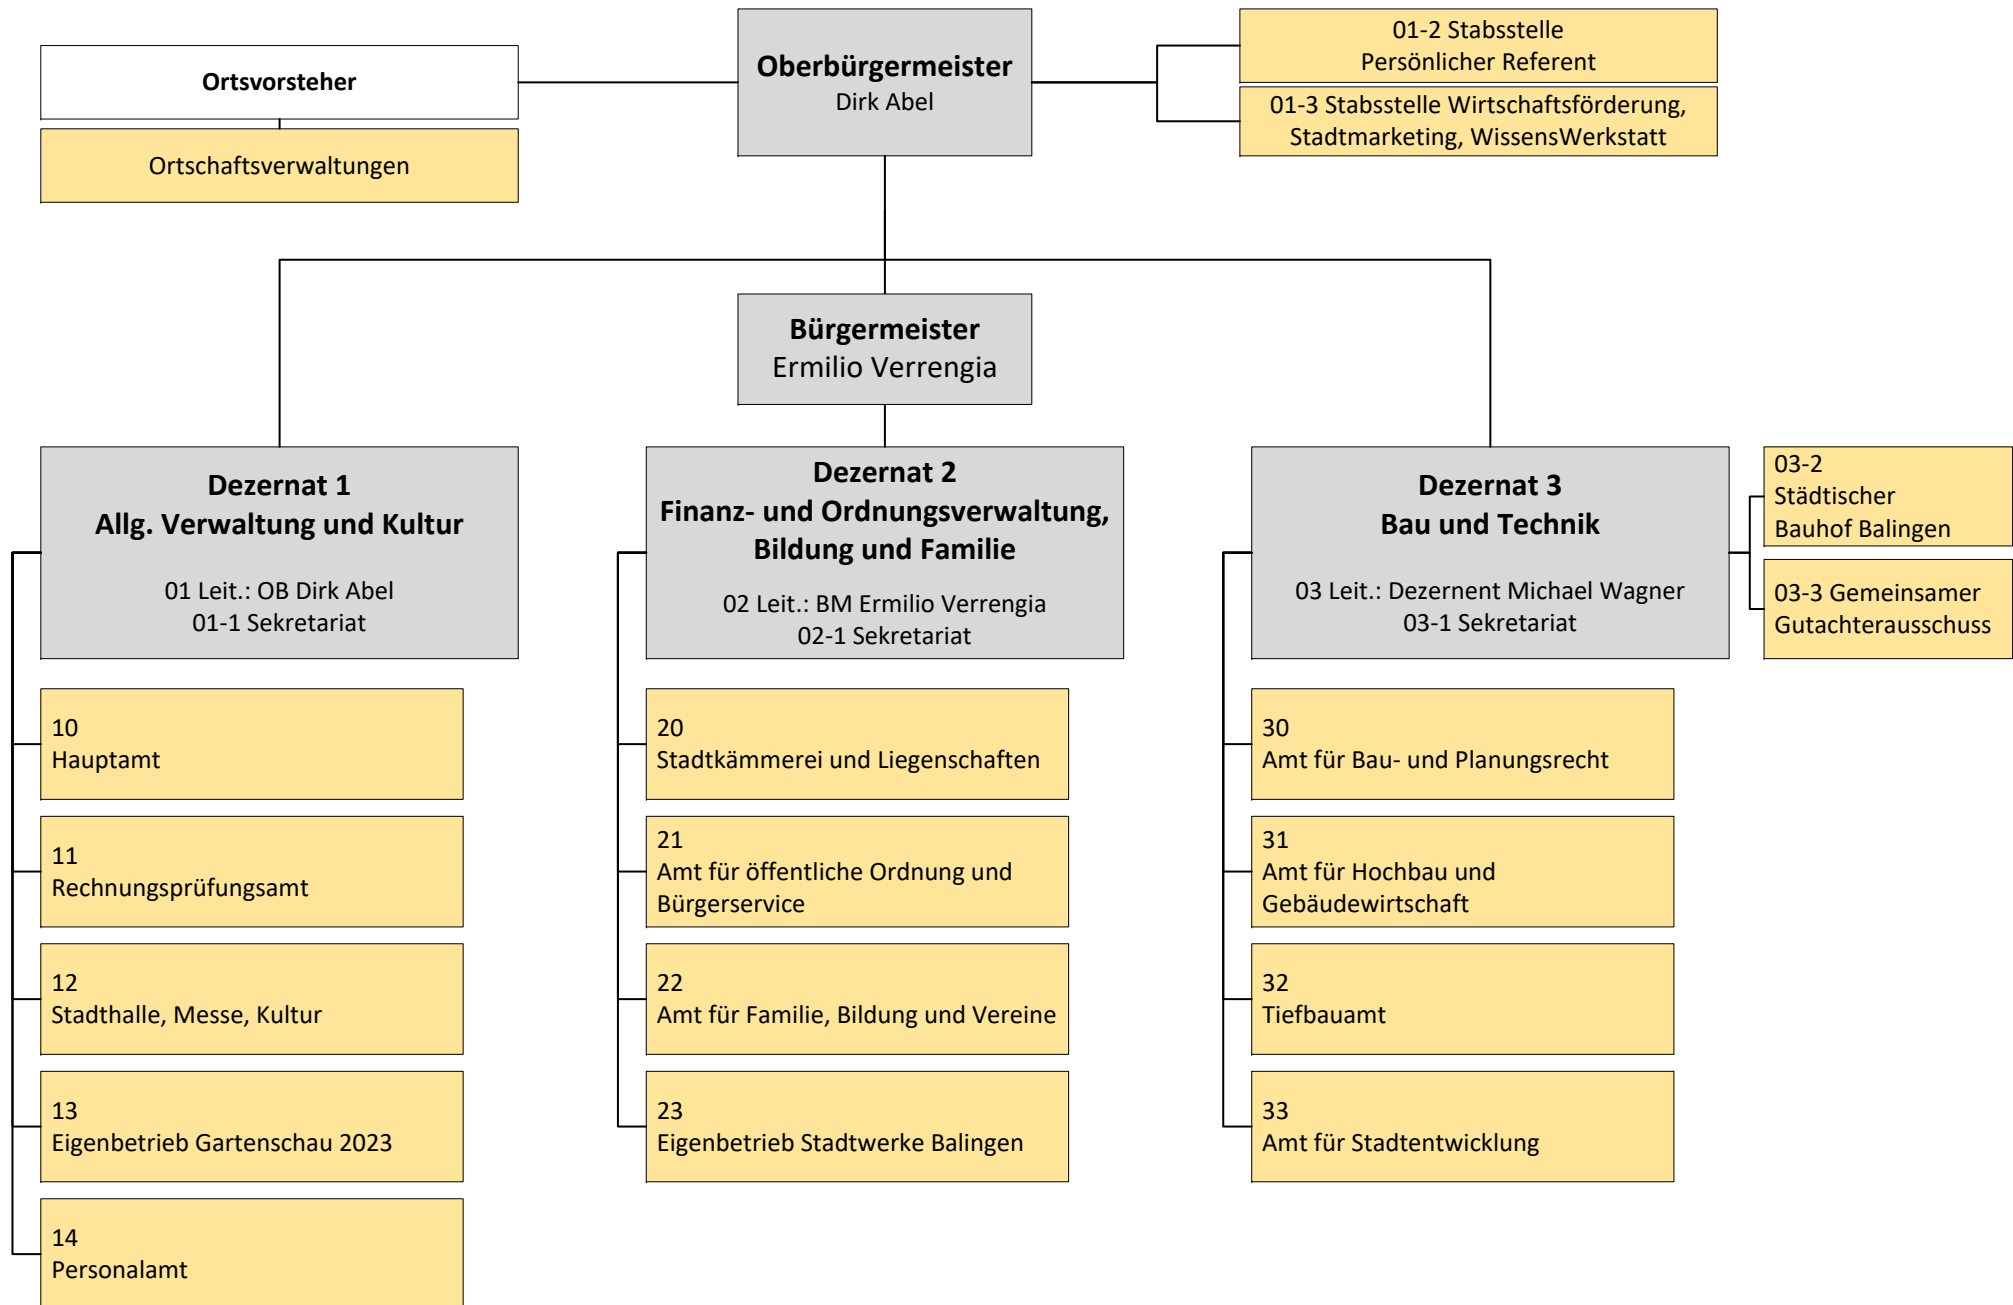 Ortsvorsteher
Ortschaftsverwaltungen
Oberbürgermeister
Dirk Abel
01-2 Stabsstelle
Persönlicher Referent
01-3 Stabsstelle Wirtschaftsförderung,
Stadtmarketing, WissensWerkstatt
Bürgermeister
Ermilio Verrengia
Dezernat 1
Allg. Verwaltung und Kultur
01 Leit.: OB Dirk Abel
01-1 Sekretariat
10
Hauptamt
11
Rechnungsprüfungsamt
12
Stadthalle, Messe, Kultur
13
Eigenbetrieb Gartenschau 2023
14
Personalamt
Dezernat 2
Finanz- und Ordnungsverwaltung,
Bildung und Familie
02 Leit.: BM Ermilio Verrengia
02-1 Sekretariat
20
Stadtkämmerei und Liegenschaften
21
Amt für öffentliche Ordnung und
Bürgerservice
22
Amt für Familie, Bildung und Vereine
23
Eigenbetrieb Stadtwerke Balingen
Dezernat 3
Bau und Technik
03 Leit.: Dezernent Michael Wagner
03-1 Sekretariat
03-2
Städtischer
Bauhof Balingen
03-3 Gemeinsamer
Gutachterausschuss
30
Amt für Bau- und Planungsrecht
31
Amt für Hochbau und
Gebäudewirtschaft
32
Tiefbauamt
33
Amt für Stadtentwicklung